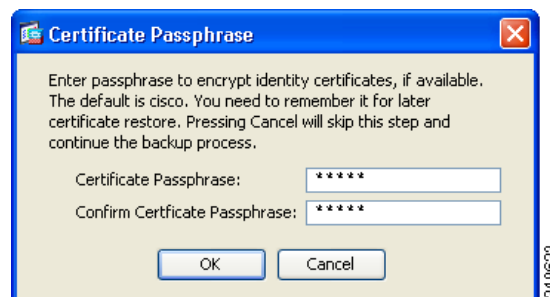 Certificate Passphrase
Enter passphrase to encrypt identity certificates, if available.
The default is cisco. You need to remember it for later
certificate restore. Pressing Cancel will skip this step and
continue the backup process.
Certificate Passphrase: *****
Confirm Certficate Passphrase: *****
OK Cancel